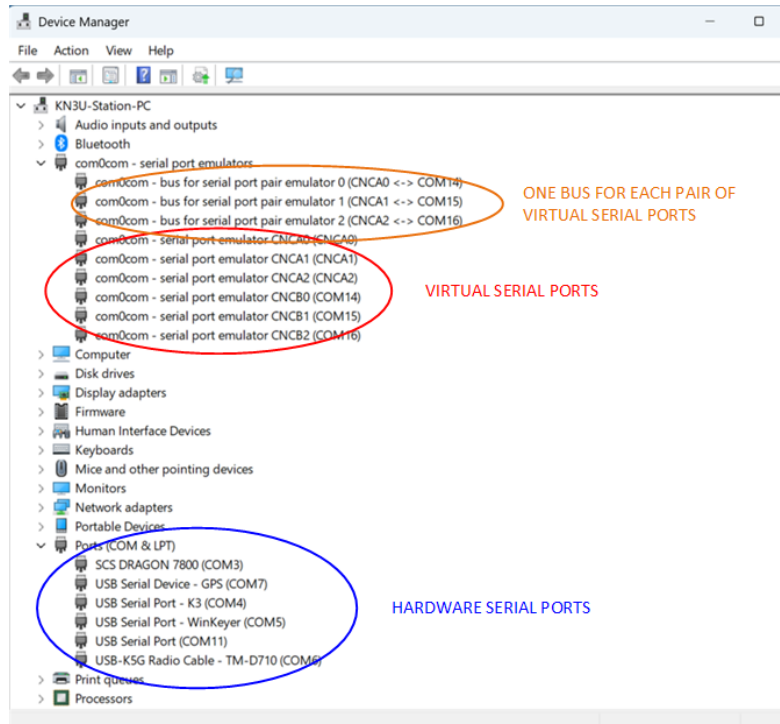 Device Manager
File Action View Help
KN3U-Station-PC
Audio inputs and outputs
Bluetooth
com0com - serial port emulators
com0com - bus for serial port pair emulator 0 (CNCA0 <-> COM14)
com0com - bus for serial port pair emulator 1 (CNCA1 <-> COM15)
com0com - bus for serial port pair emulator 2 (CNCA2 <-> COM16)
ONE BUS FOR EACH PAIR OF
VIRTUAL SERIAL PORTS
com0com - serial port emulator CNCA0 (CNCA0)
com0com - serial port emulator CNCA1 (CNCA1)
com0com - serial port emulator CNCA2 (CNCA2)
com0com - serial port emulator CNCB0 (COM14)
com0com - serial port emulator CNCB1 (COM15)
com0com - serial port emulator CNCB2 (COM16)
VIRTUAL SERIAL PORTS
Computer
Disk drives
Display adapters
Firmware
Human Interface Devices
Keyboards
Mice and other pointing devices
Monitors
Network adapters
Portable Devices
Ports (COM & LPT)
SCS DRAGON 7800 (COM3)
USB Serial Device - GPS (COM7)
USB Serial Port - K3 (COM4)
USB Serial Port - WinKeyer (COM5)
USB Serial Port (COM11)
USB-K5G Radio Cable - TM-D710 (COM6)
HARDWARE SERIAL PORTS
Print queues
Processors